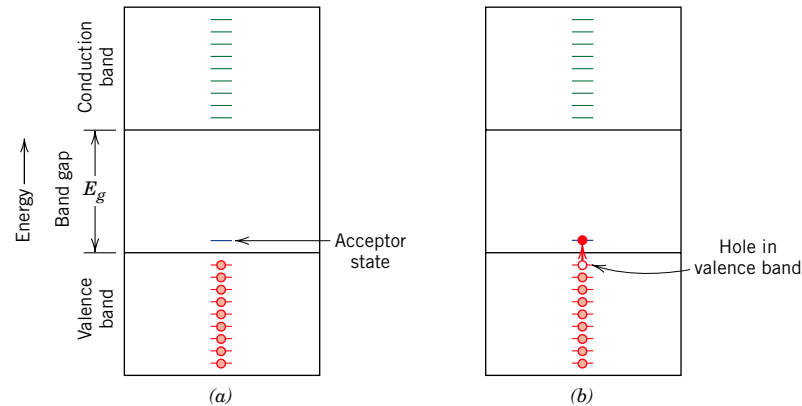 Conduction
band
Energy
Band gap
E_g
Acceptor
state
Valence
band
(a)
Hole in
valence band
(b)